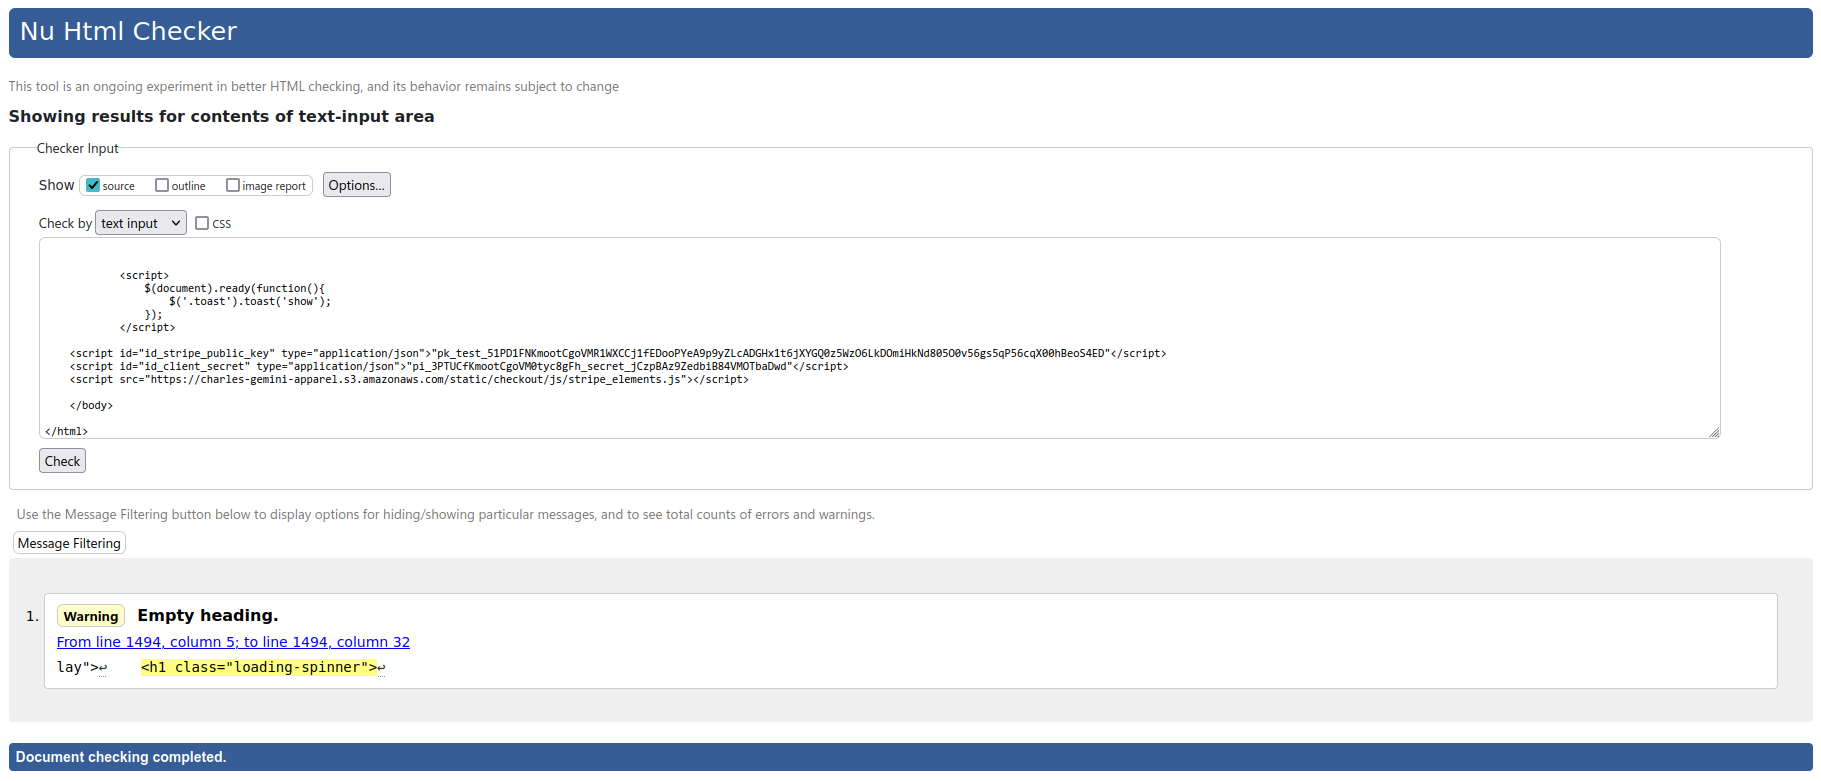 Nu Html Checker
This tool is an ongoing experiment in better HTML checking, and its behavior remains subject to change
Showing results for contents of text-input area
Checker Input
Show source outline image report Options...
Check by text input CSS
<script>
$(document).ready(function(){
$('.toast').toast('show');
});
</script>
<script id="id_stripe_public_key" type="application/json">"pk_test_51PD1FNKmootCgoVMR1WXCCj1fEDooPYeA9p9yZLcADGHx1t6jXYGQ0z5WzO6LkDOmiHkNd805O0v56gs5qP56cqX00hBeoS4ED"</script>
<script id="id_client_secret" type="application/json">"pi_3PTUCfKmootCgoVM0tyc8gFh_secret_jCzpBAz9ZedbiB84VMOTbaDwd"</script>
<script src="https://charles-gemini-apparel.s3.amazonaws.com/static/checkout/js/stripe_elements.js"></script>
</body>
</html>
Check
Use the Message Filtering button below to display options for hiding/showing particular messages, and to see total counts of errors and warnings.
Message Filtering
1. Warning Empty heading.
From line 1494, column 5; to line 1494, column 32
lay">↩ <h1 class="loading-spinner">↩
Document checking completed.